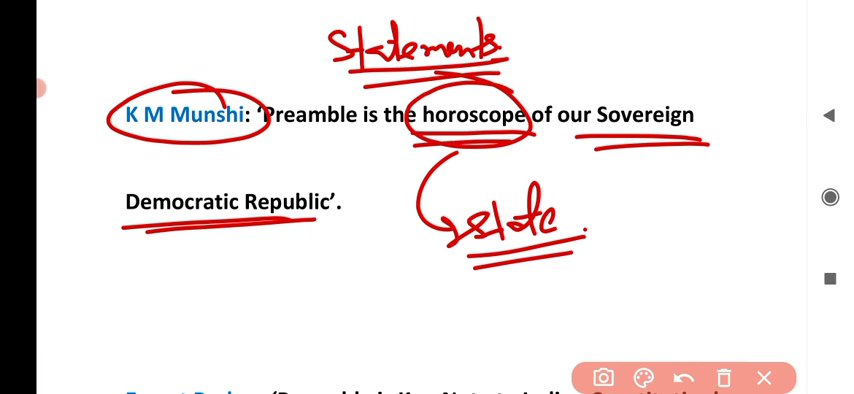 Statements
K M Munshi: ‘Preamble is the horoscope of our Sovereign
Democratic Republic’.
state.